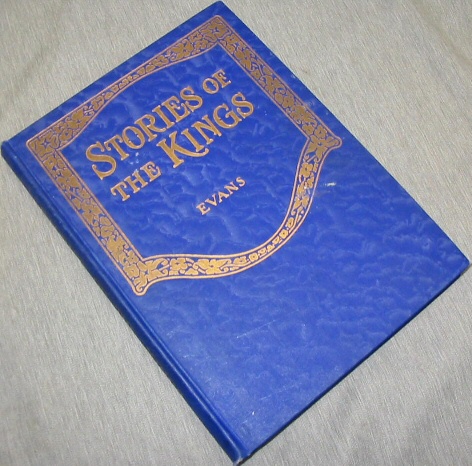 STORIES OF
THE KINGS
EVANS